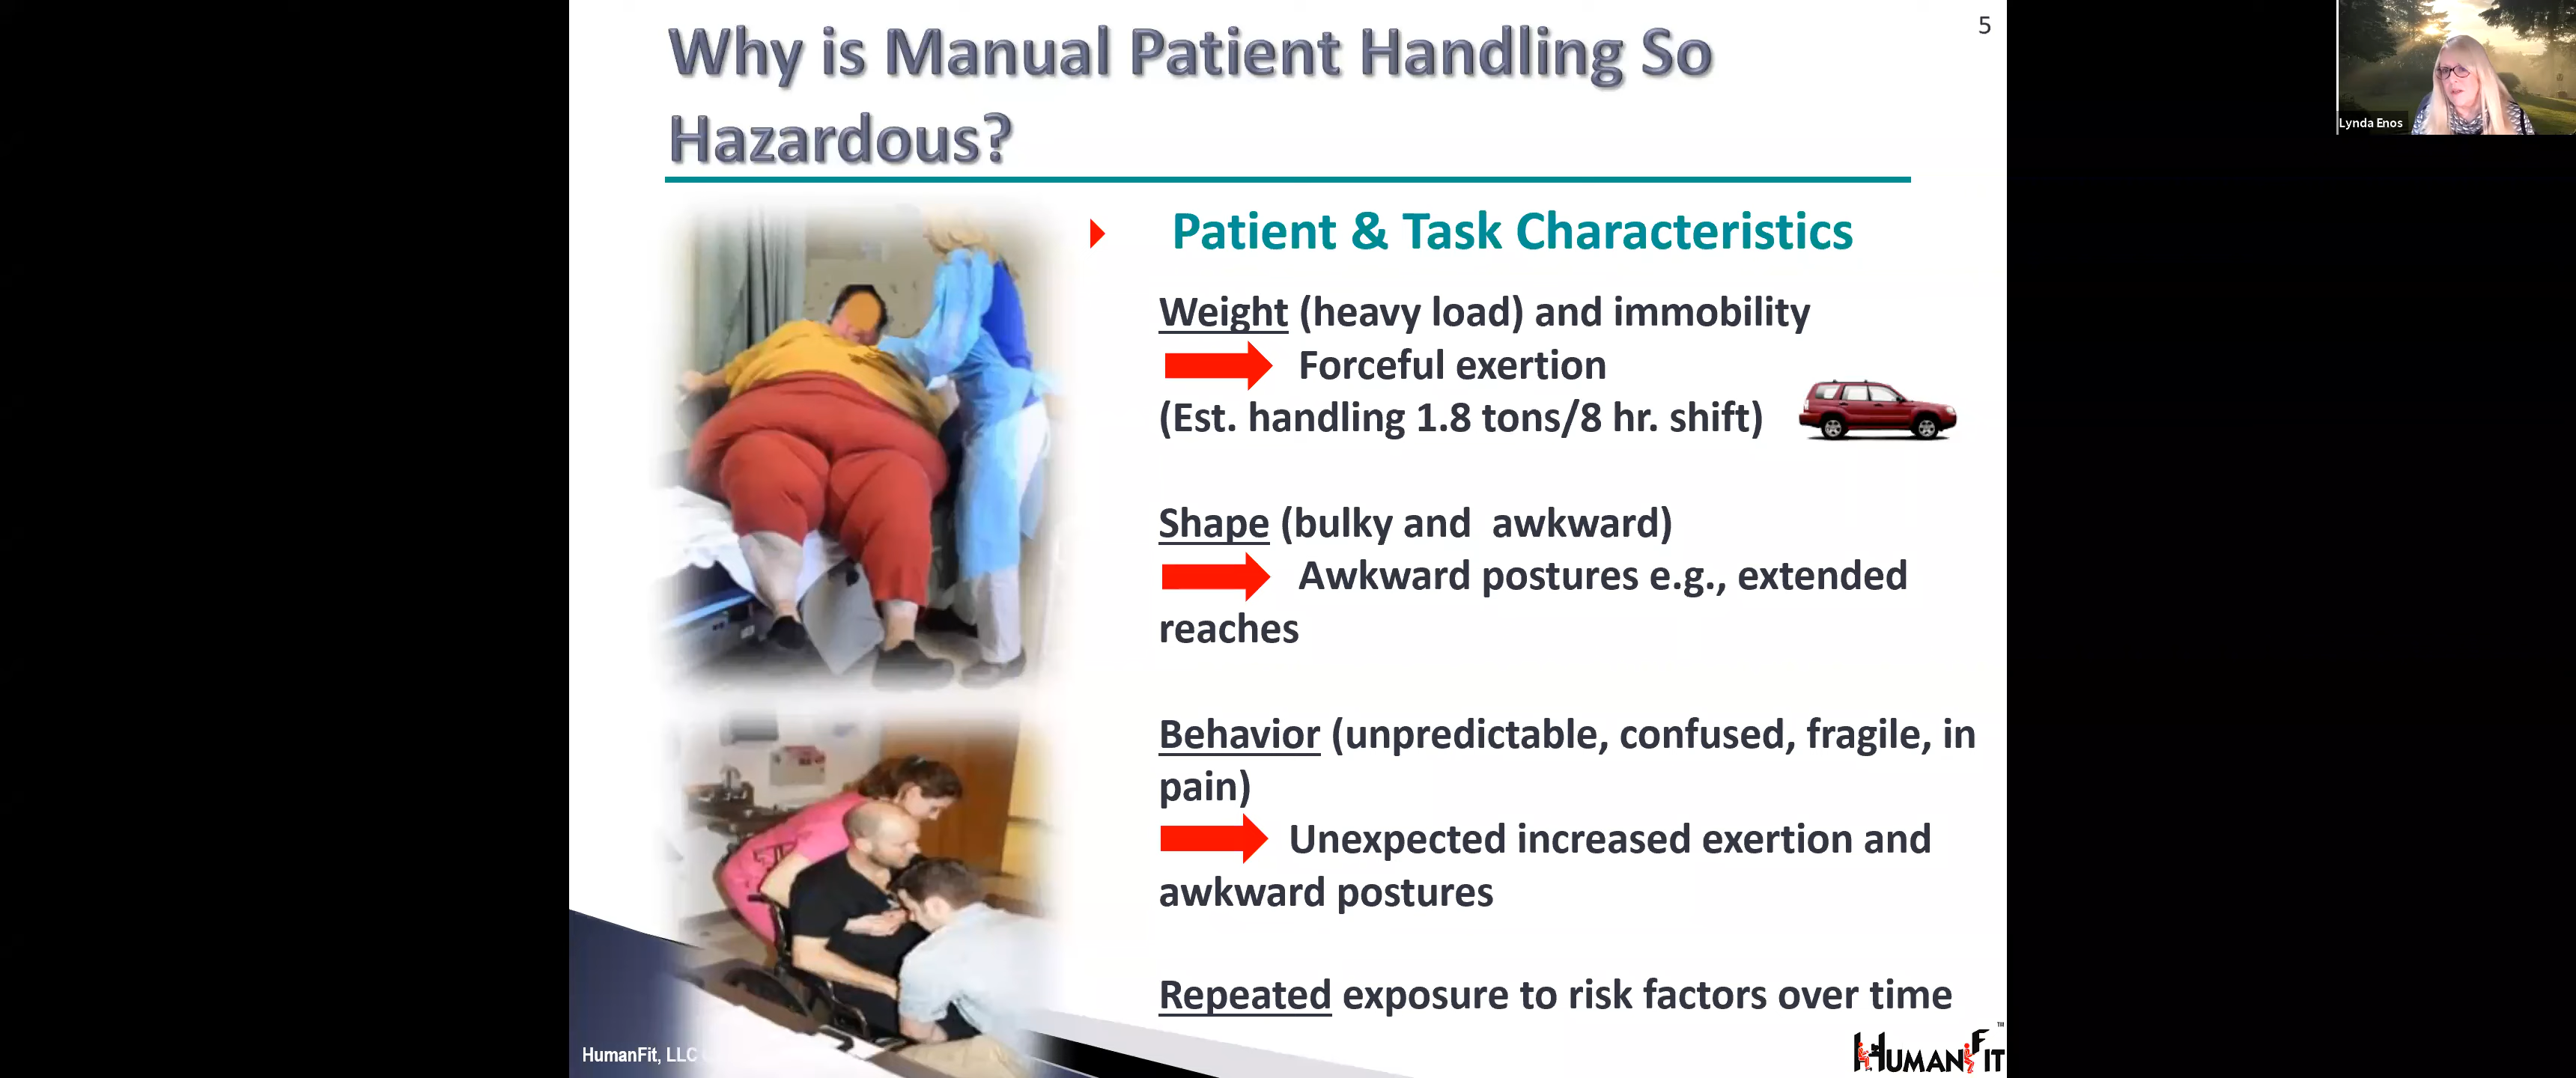 Why is Manual Patient Handling So
Hazardous?
5
Lynda Enos
Patient & Task Characteristics
Weight (heavy load) and immobility
Forceful exertion
(Est. handling 1.8 tons/8 hr. shift)
Shape (bulky and awkward)
Awkward postures e.g., extended
reaches
Behavior (unpredictable, confused, fragile, in
pain)
Unexpected increased exertion and
awkward postures
Repeated exposure to risk factors over time
HumanFit, LLC
HUMANFIT™